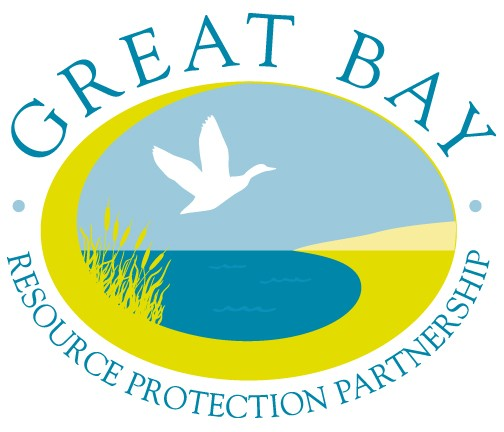 GREAT BAY
RESOURCE PROTECTION PARTNERSHIP